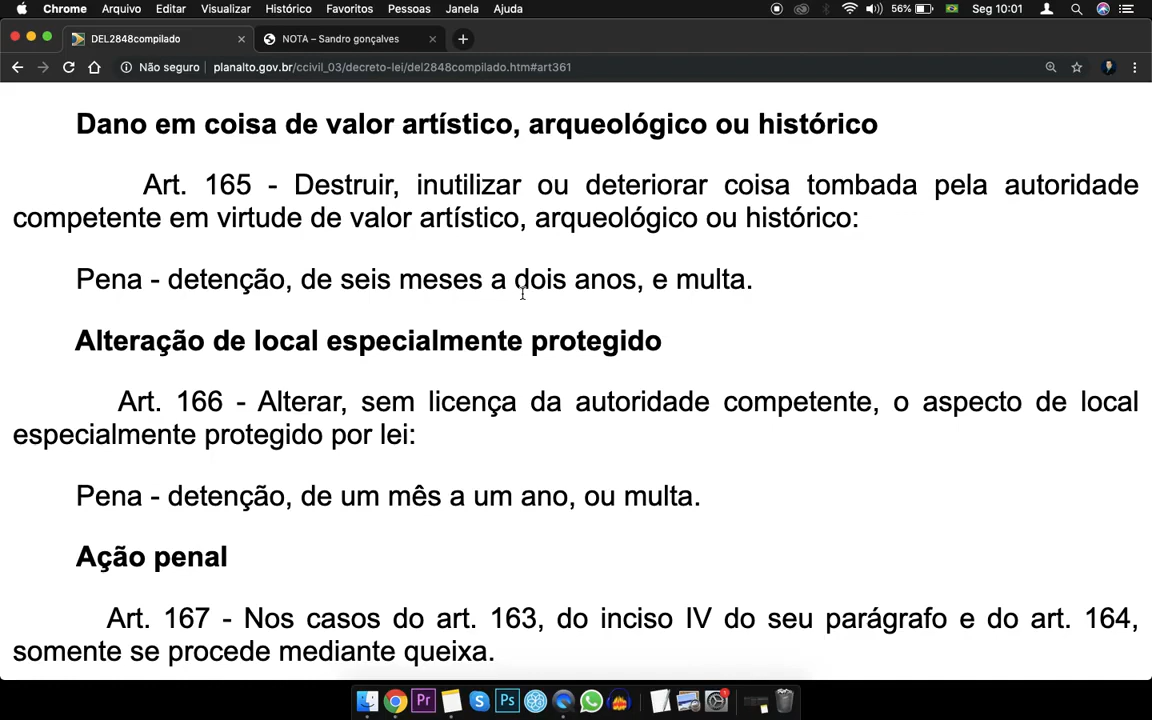 Chrome Arquivo Editar Visualizar Histórico Favoritos Pessoas Janela Ajuda 56% Seg 10:01
DEL2848compilado × NOTA – Sandro gonçalves × +
Não seguro | planalto.gov.br/ccivil_03/decreto-lei/del2848compilado.htm#art361
Dano em coisa de valor artístico, arqueológico ou histórico
Art. 165 - Destruir, inutilizar ou deteriorar coisa tombada pela autoridade
competente em virtude de valor artístico, arqueológico ou histórico:
Pena - detenção, de seis meses a dois anos, e multa.
Alteração de local especialmente protegido
Art. 166 - Alterar, sem licença da autoridade competente, o aspecto de local
especialmente protegido por lei:
Pena - detenção, de um mês a um ano, ou multa.
Ação penal
Art. 167 - Nos casos do art. 163, do inciso IV do seu parágrafo e do art. 164,
somente se procede mediante queixa.
Pr S Ps